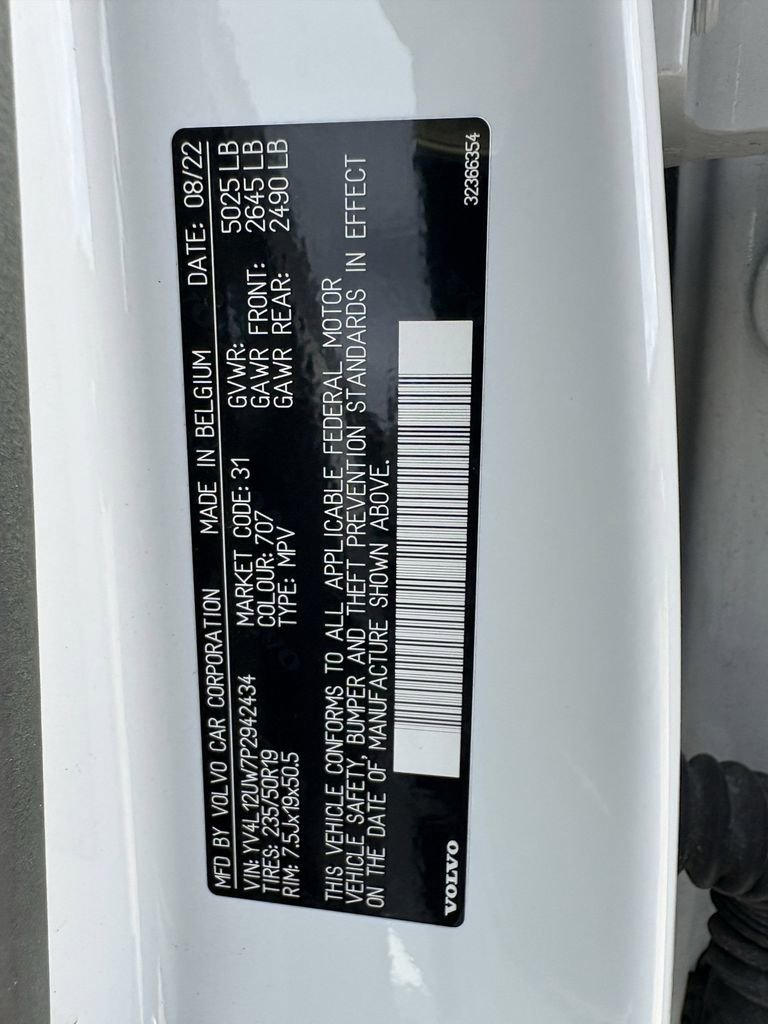 MFD BY VOLVO CAR CORPORATION MADE IN BELGIUM DATE: 08/22
VIN: YV4L12UW7P2942434 MARKET CODE: 31 GVWR: 5025 LB
TIRES: 235/50R19 COLOUR: 707 GAWR FRONT: 2645 LB
RIM: 7.5Jx19x50.5 TYPE: MPV GAWR REAR: 2490 LB
THIS VEHICLE CONFORMS TO ALL APPLICABLE FEDERAL MOTOR
VEHICLE SAFETY, BUMPER AND THEFT PREVENTION STANDARDS IN EFFECT
ON THE DATE OF MANUFACTURE SHOWN ABOVE.
VOLVO 32366354